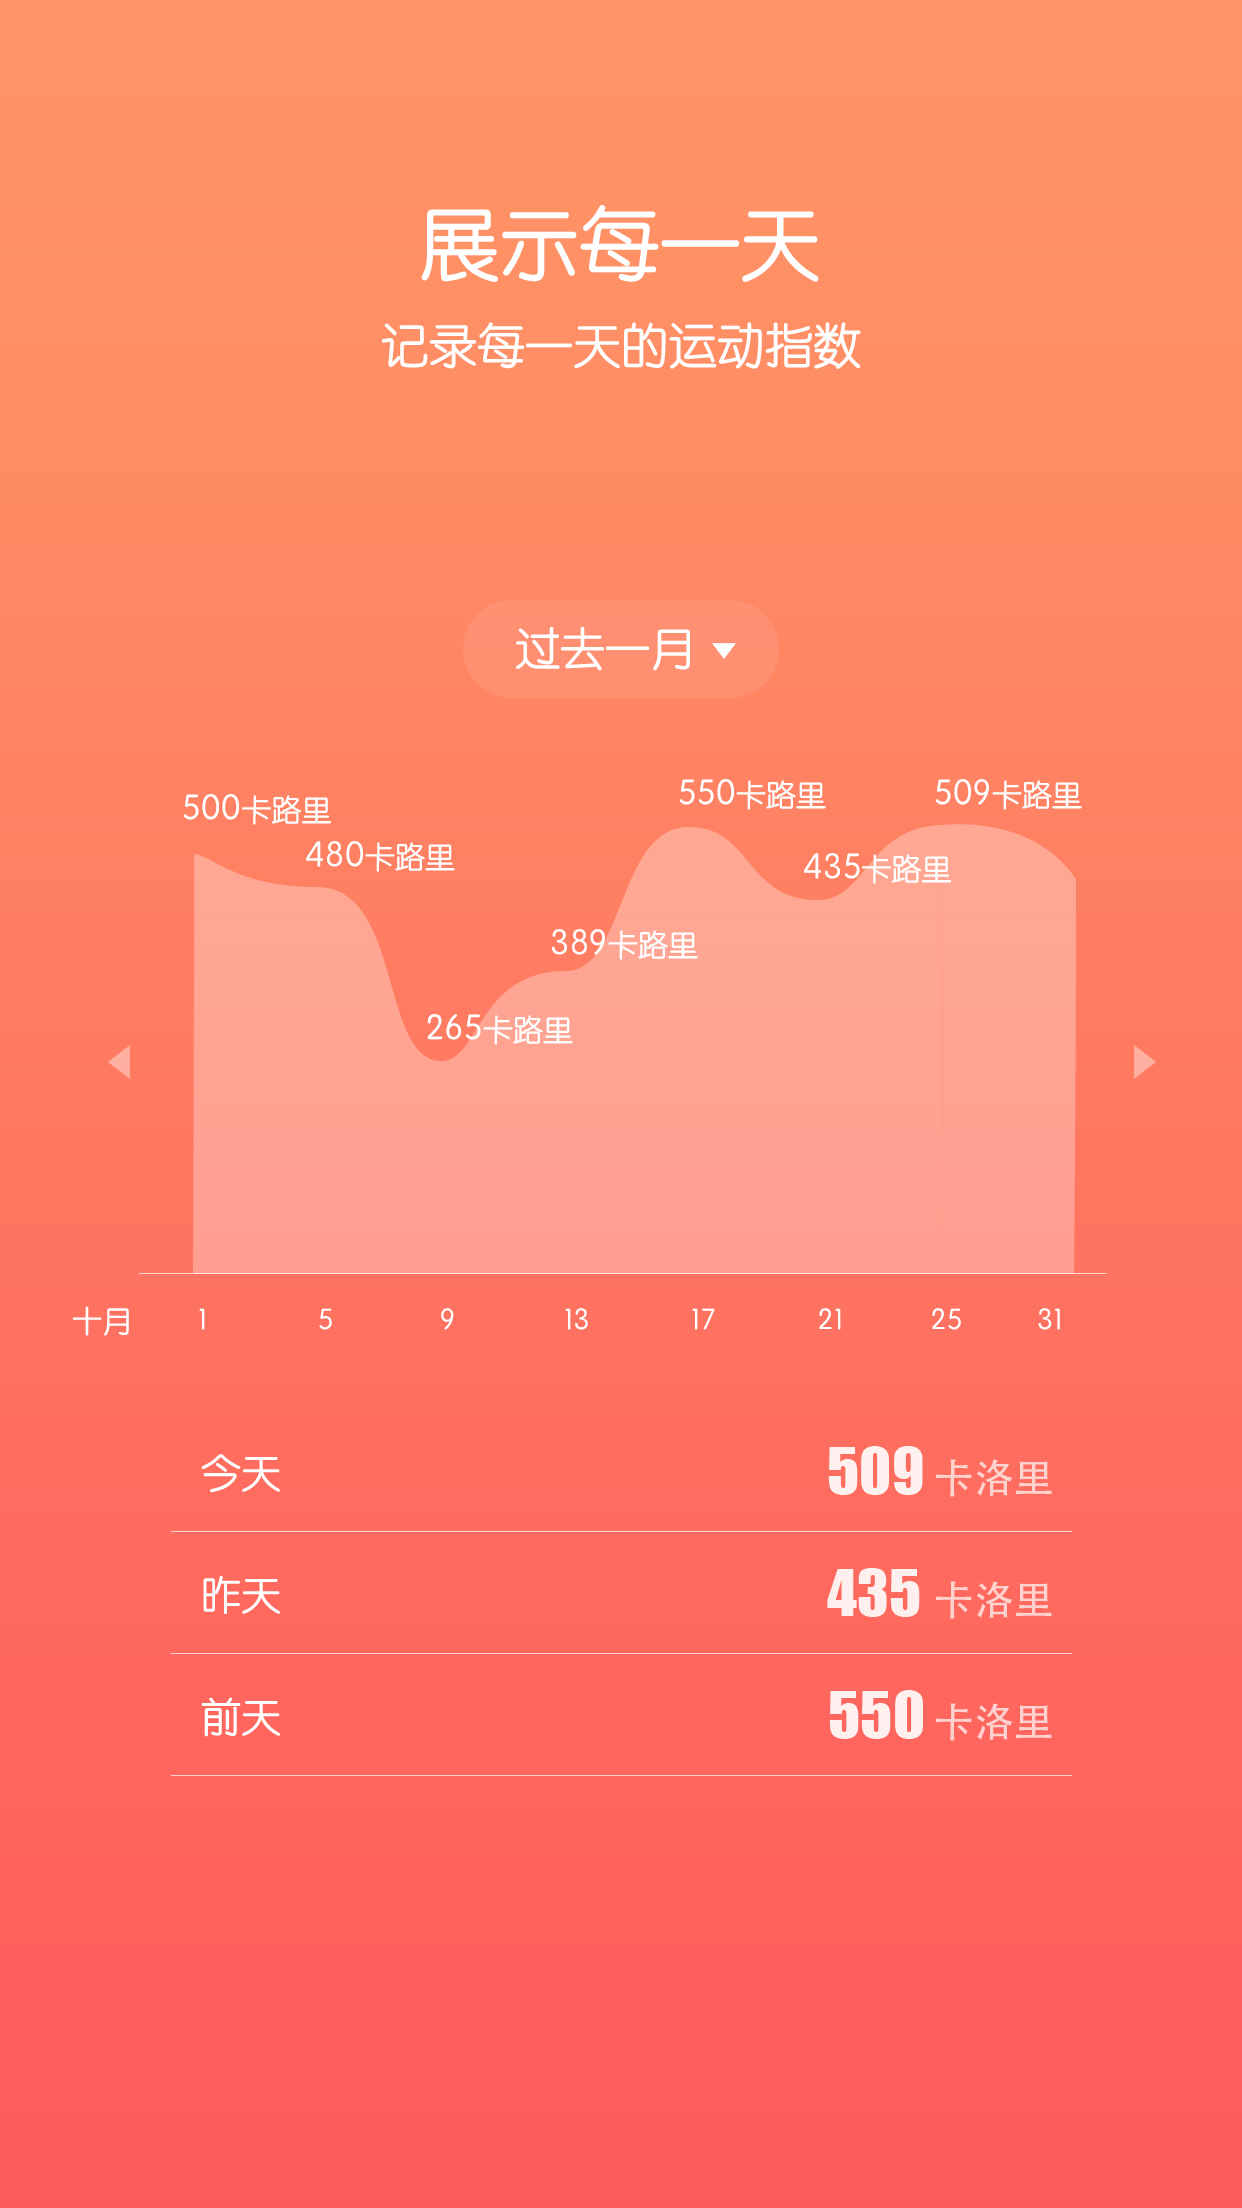 展示每一天
记录每一天的运动指数
过去一月
500卡路里
480卡路里
265卡路里
389卡路里
550卡路里
435卡路里
509卡路里
十月 1 5 9 13 17 21 25 31
今天 509 卡洛里
昨天 435 卡洛里
前天 550 卡洛里